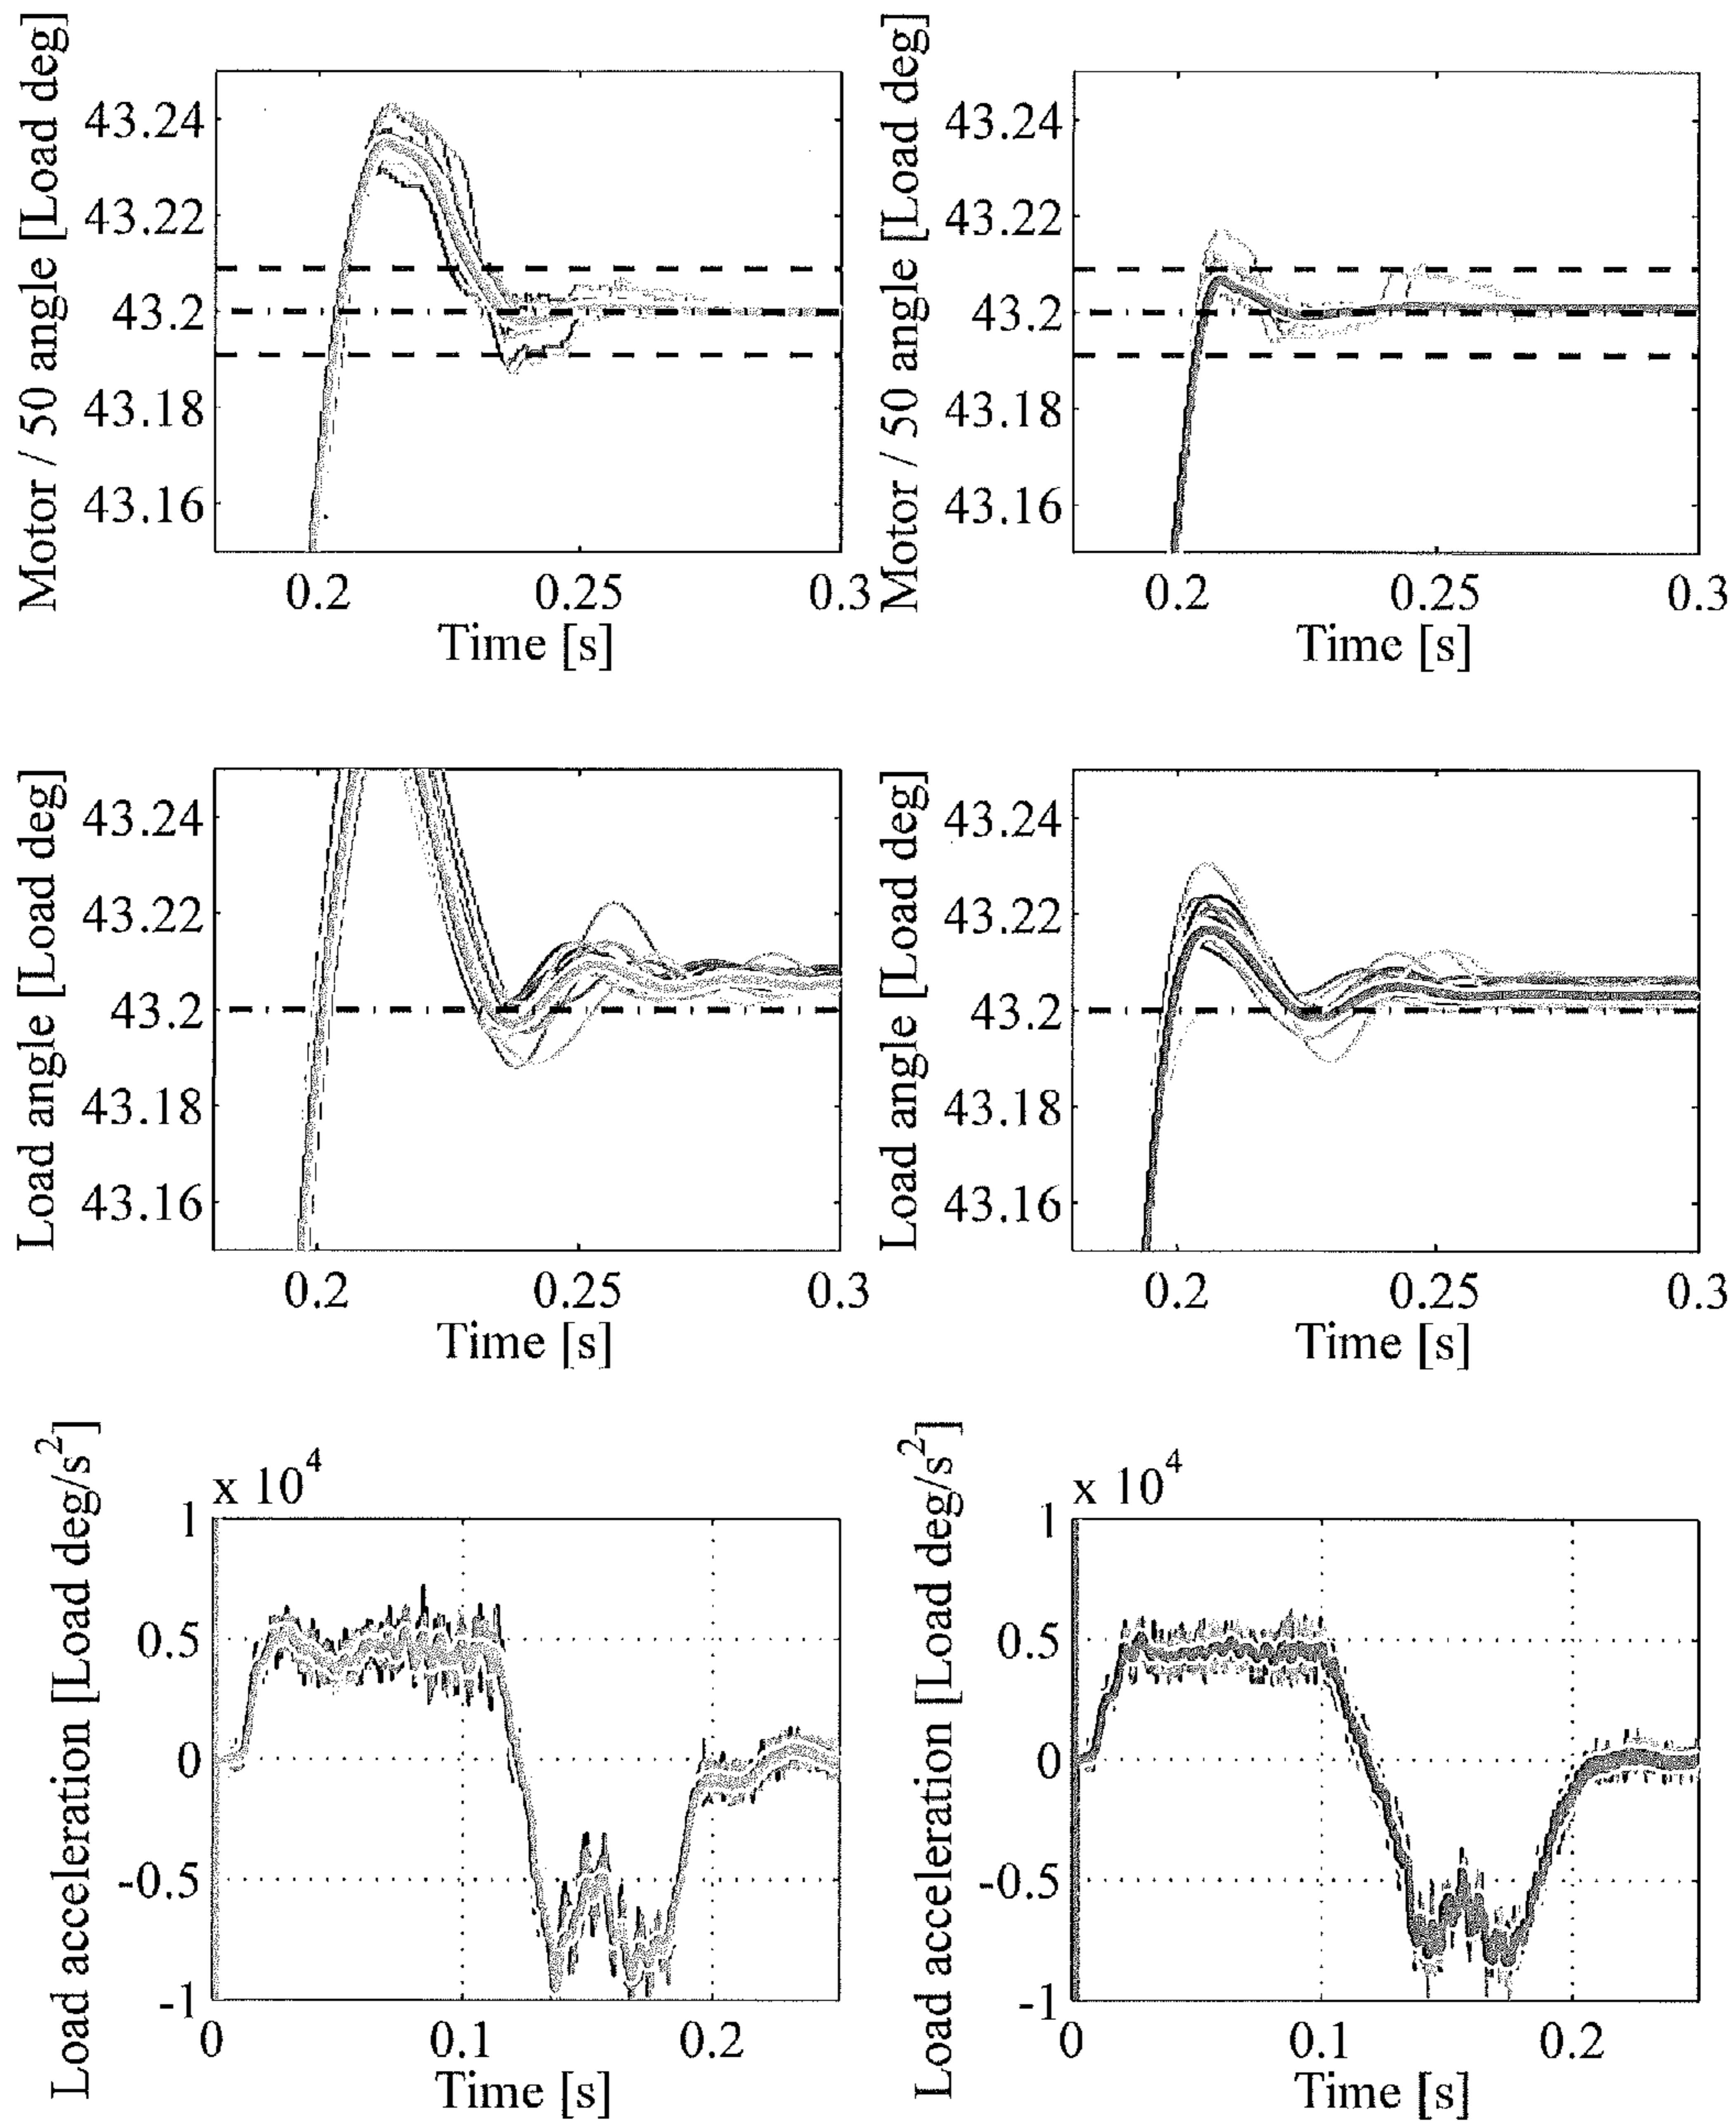 Motor / 50 angle [Load deg]
43.24
43.22
43.2
43.18
43.16
0.2 0.25 0.3
Time [s]
Motor / 50 angle [Load deg]
43.24
43.22
43.2
43.18
43.16
0.2 0.25 0.3
Time [s]
Load angle [Load deg]
43.24
43.22
43.2
43.18
43.16
0.2 0.25 0.3
Time [s]
Load angle [Load deg]
43.24
43.22
43.2
43.18
43.16
0.2 0.25 0.3
Time [s]
Load acceleration [Load deg/s²]
x 10⁴
1
0.5
0
-0.5
-1
0 0.1 0.2
Time [s]
Load acceleration [Load deg/s²]
x 10⁴
1
0.5
0
-0.5
-1
0 0.1 0.2
Time [s]